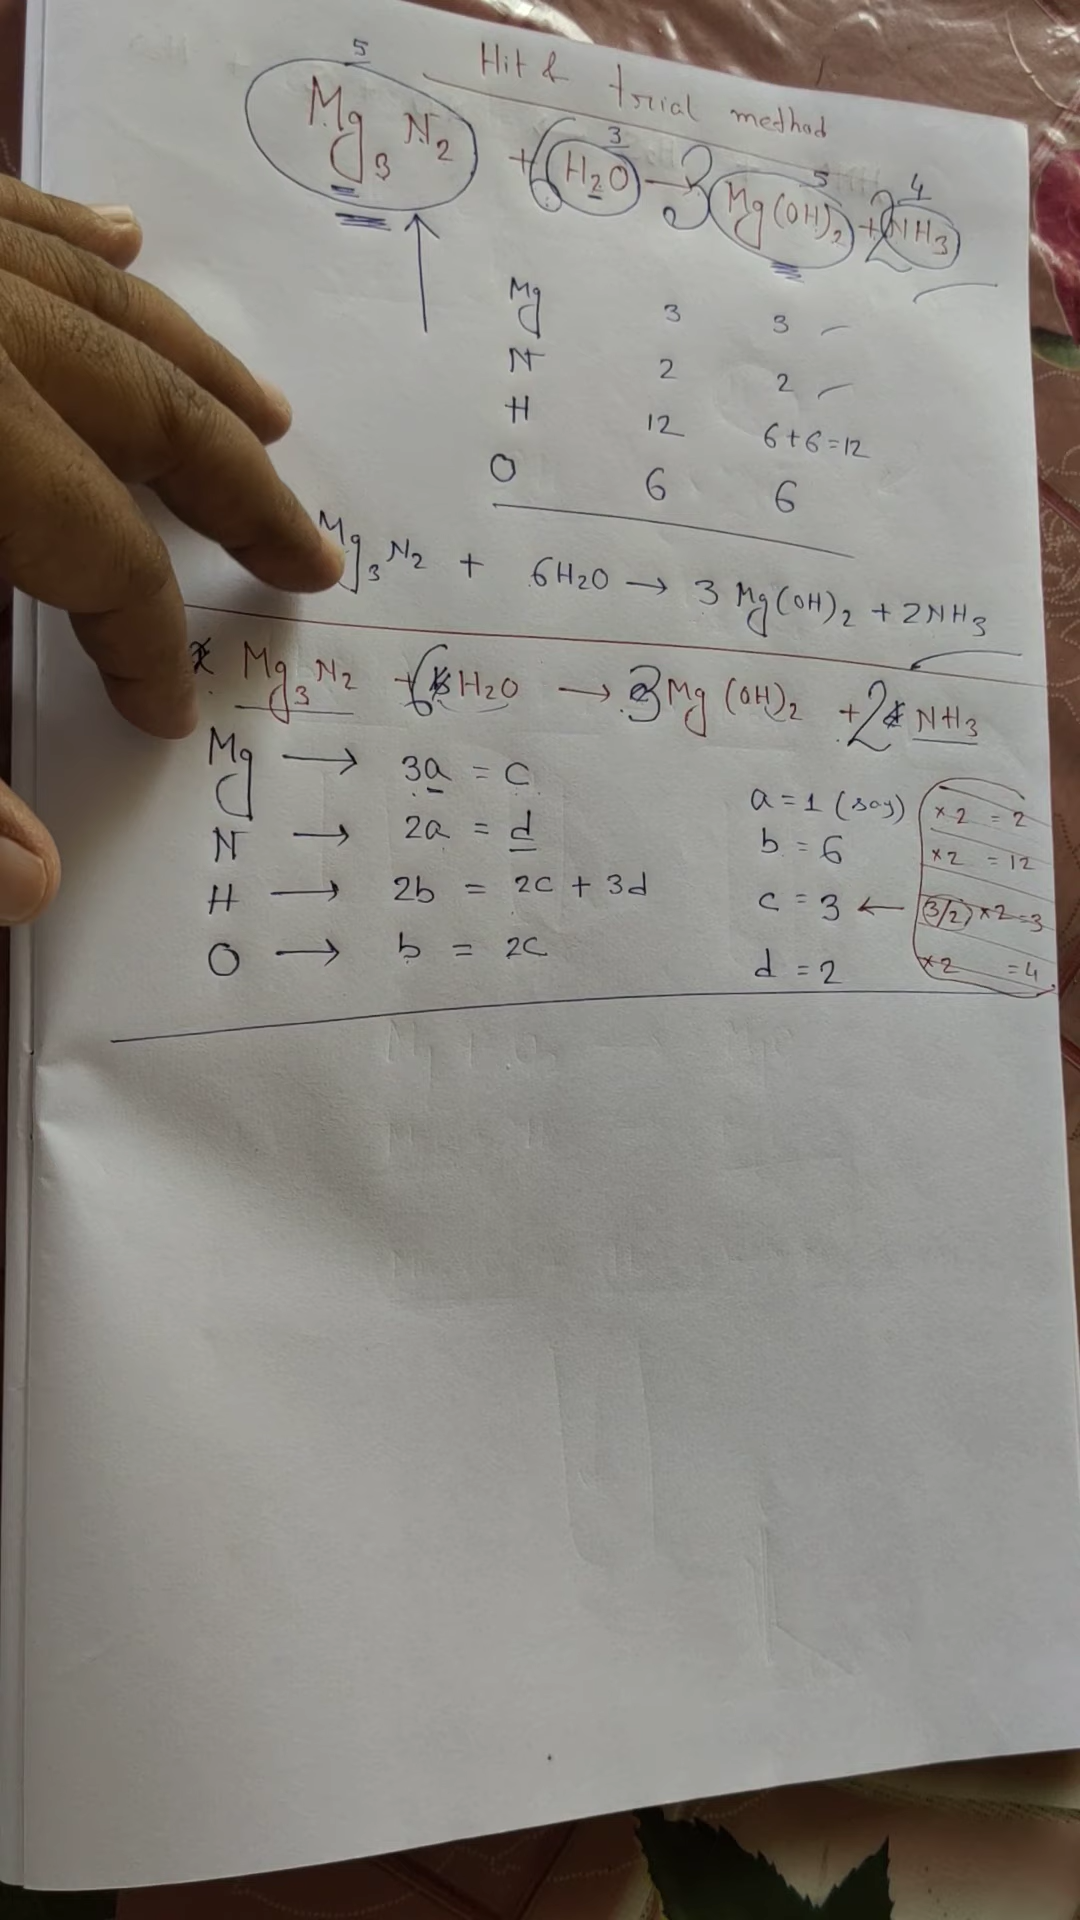 Hit & trial method
5 3 5 4
Mg3N2 + 6H2O → 3Mg(OH)2 + 2NH3
Mg 3 3
N 2 2
H 12 6+6=12
O 6 6
Mg3N2 + 6H2O → 3 Mg(OH)2 + 2NH3
Mg3N2 + 6H2O → 3Mg(OH)2 + 2NH3
Mg → 3a = c a = 1 (say) ×2 = 2
N → 2a = d b = 6 ×2 = 12
H → 2b = 2c + 3d c = 3 ← (3/2)×2=3
O → b = 2c d = 2 ×2 = 4